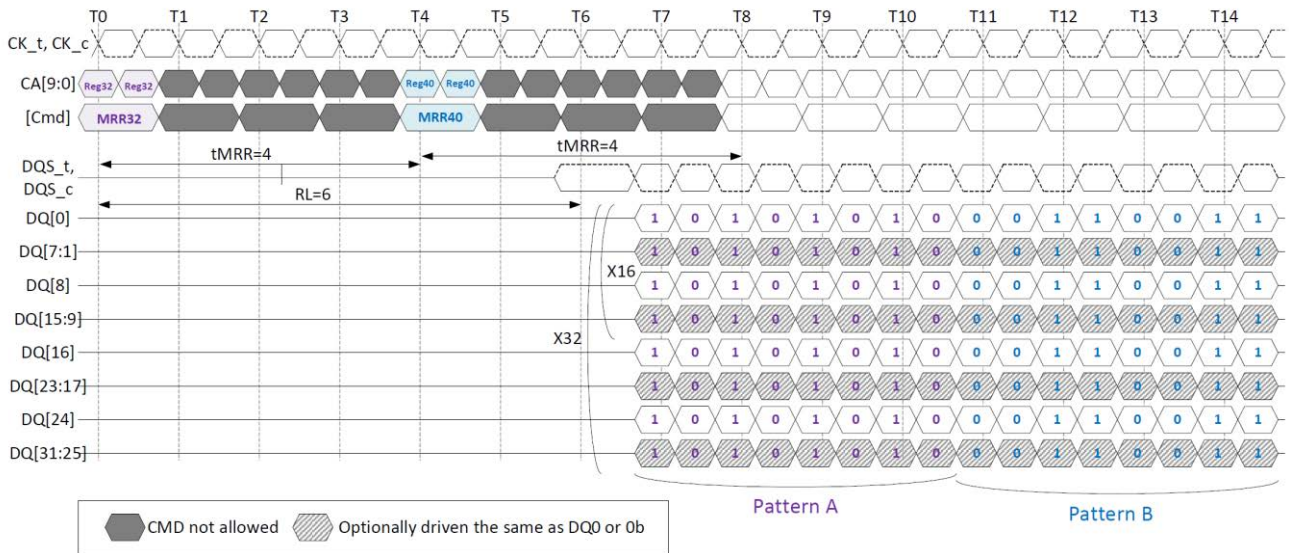 T0 T1 T2 T3 T4 T5 T6 T7 T8 T9 T10 T11 T12 T13 T14
CK_t, CK_c
CA[9:0] Reg32 Reg32 Reg40 Reg40
[Cmd] MRR32 MRR40
tMRR=4 tMRR=4
DQS_t,
DQS_c
RL=6
DQ[0] 1 0 1 0 1 0 1 0 0 0 1 1 0 0 1 1
DQ[7:1] 1 0 1 0 1 0 1 0 0 0 1 1 0 0 1 1
X16
DQ[8] 1 0 1 0 1 0 1 0 0 0 1 1 0 0 1 1
DQ[15:9] 1 0 1 0 1 0 1 0 0 0 1 1 0 0 1 1
X32
DQ[16] 1 0 1 0 1 0 1 0 0 0 1 1 0 0 1 1
DQ[23:17] 1 0 1 0 1 0 1 0 0 0 1 1 0 0 1 1
DQ[24] 1 0 1 0 1 0 1 0 0 0 1 1 0 0 1 1
DQ[31:25] 1 0 1 0 1 0 1 0 0 0 1 1 0 0 1 1
Pattern A Pattern B
CMD not allowed Optionally driven the same as DQ0 or 0b